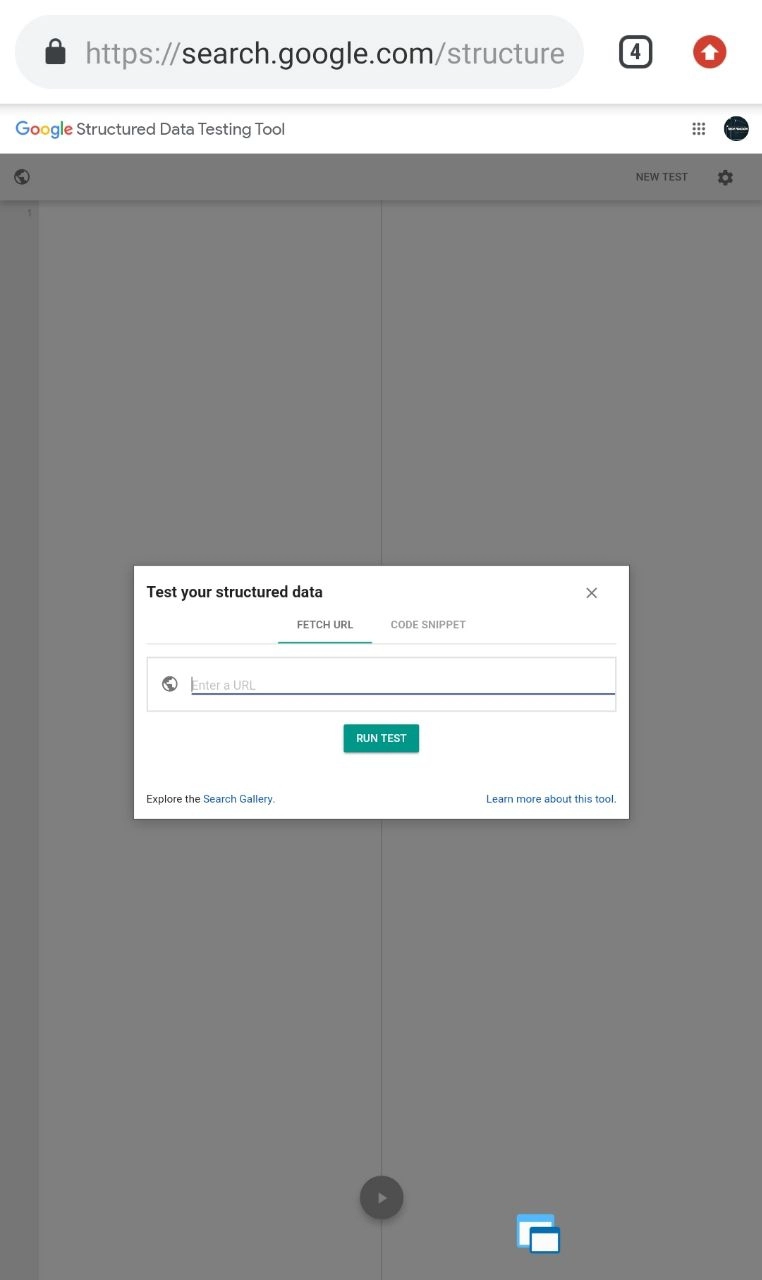 https://search.google.com/structure
4
Google Structured Data Testing Tool
NEW TEST
1
Test your structured data
FETCH URL CODE SNIPPET
Enter a URL
RUN TEST
Explore the Search Gallery. Learn more about this tool.